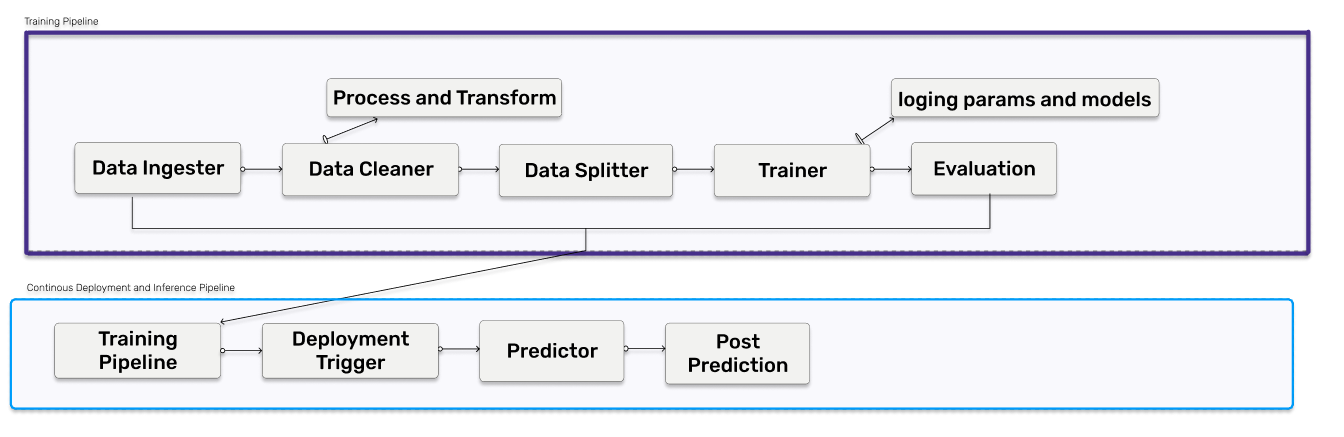 Training Pipeline
Process and Transform
loging params and models
Data Ingester
Data Cleaner
Data Splitter
Trainer
Evaluation
Continous Deployment and Inference Pipeline
Training
Pipeline
Deployment
Trigger
Predictor
Post
Prediction